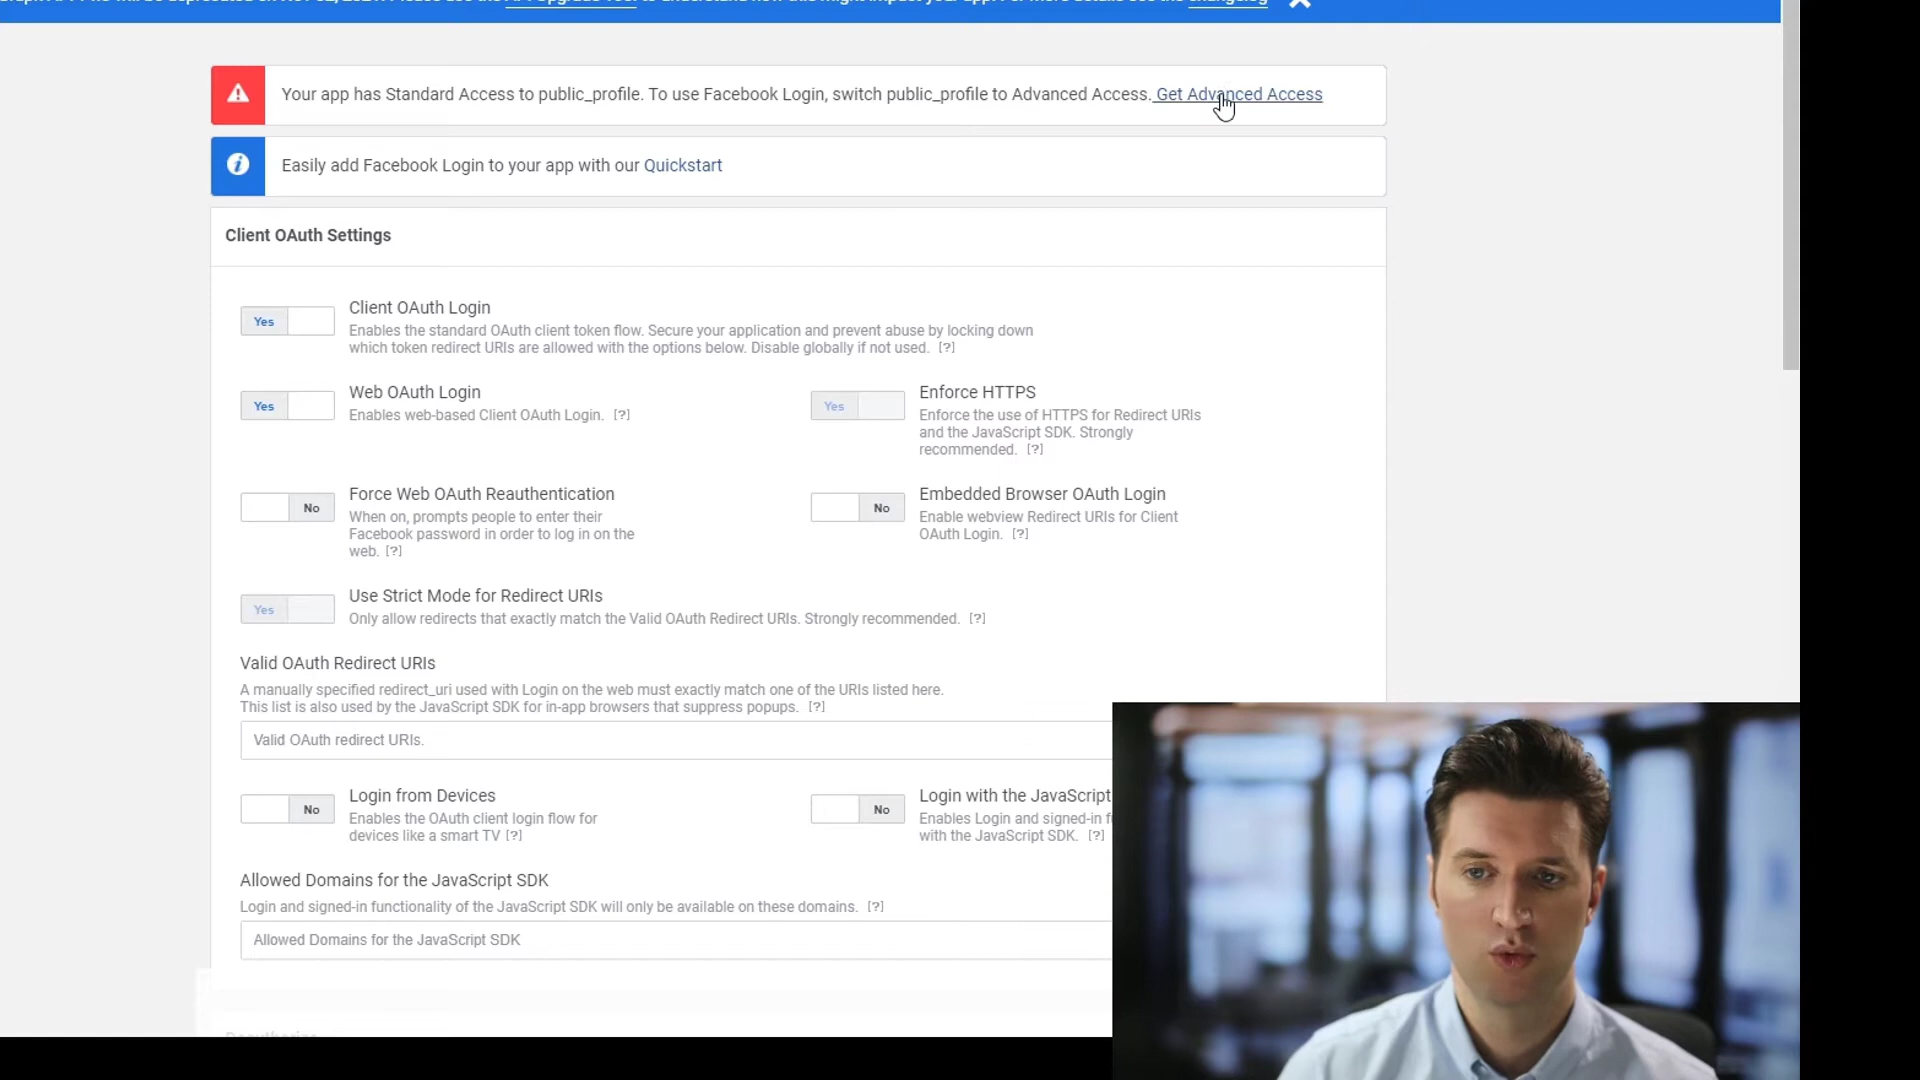 changelog
Your app has Standard Access to public_profile. To use Facebook Login, switch public_profile to Advanced Access. Get Advanced Access
Easily add Facebook Login to your app with our Quickstart
Client OAuth Settings
Yes
Client OAuth Login
Enables the standard OAuth client token flow. Secure your application and prevent abuse by locking down
which token redirect URIs are allowed with the options below. Disable globally if not used. [?]
Yes
Web OAuth Login
Enables web-based Client OAuth Login. [?]
Yes
Enforce HTTPS
Enforce the use of HTTPS for Redirect URIs
and the JavaScript SDK. Strongly
recommended. [?]
No
Force Web OAuth Reauthentication
When on, prompts people to enter their
Facebook password in order to log in on the
web. [?]
No
Embedded Browser OAuth Login
Enable webview Redirect URIs for Client
OAuth Login. [?]
Yes
Use Strict Mode for Redirect URIs
Only allow redirects that exactly match the Valid OAuth Redirect URIs. Strongly recommended. [?]
Valid OAuth Redirect URIs
A manually specified redirect_uri used with Login on the web must exactly match one of the URIs listed here.
This list is also used by the JavaScript SDK for in-app browsers that suppress popups. [?]
Valid OAuth redirect URIs.
No
Login from Devices
Enables the OAuth client login flow for
devices like a smart TV [?]
No
Login with the JavaScript
Enables Login and signed-in
with the JavaScript SDK. [?]
Allowed Domains for the JavaScript SDK
Login and signed-in functionality of the JavaScript SDK will only be available on these domains. [?]
Allowed Domains for the JavaScript SDK